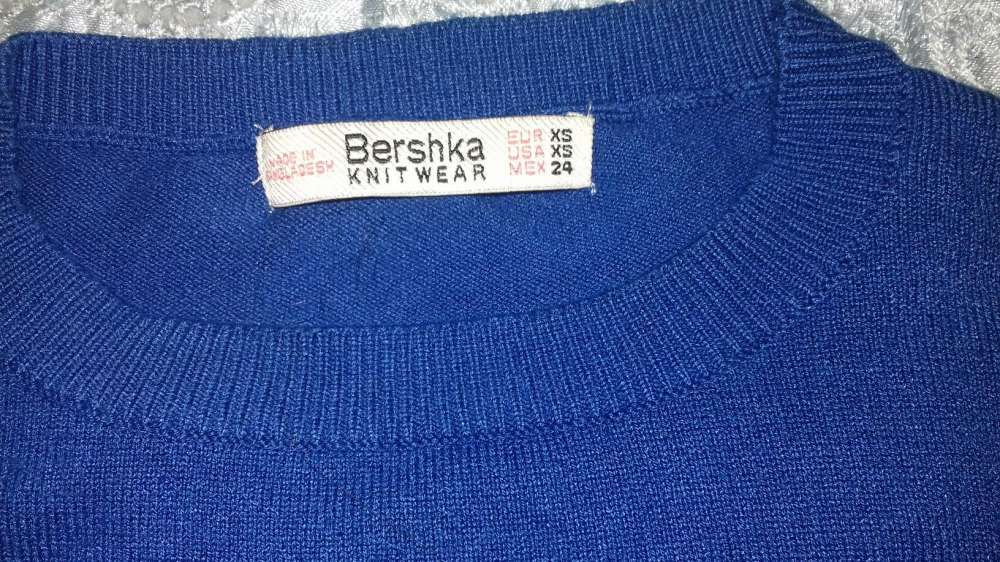 MADE IN
BANGLADESH
Bershka
KNITWEAR
EUR XS
USA XS
MEX 24